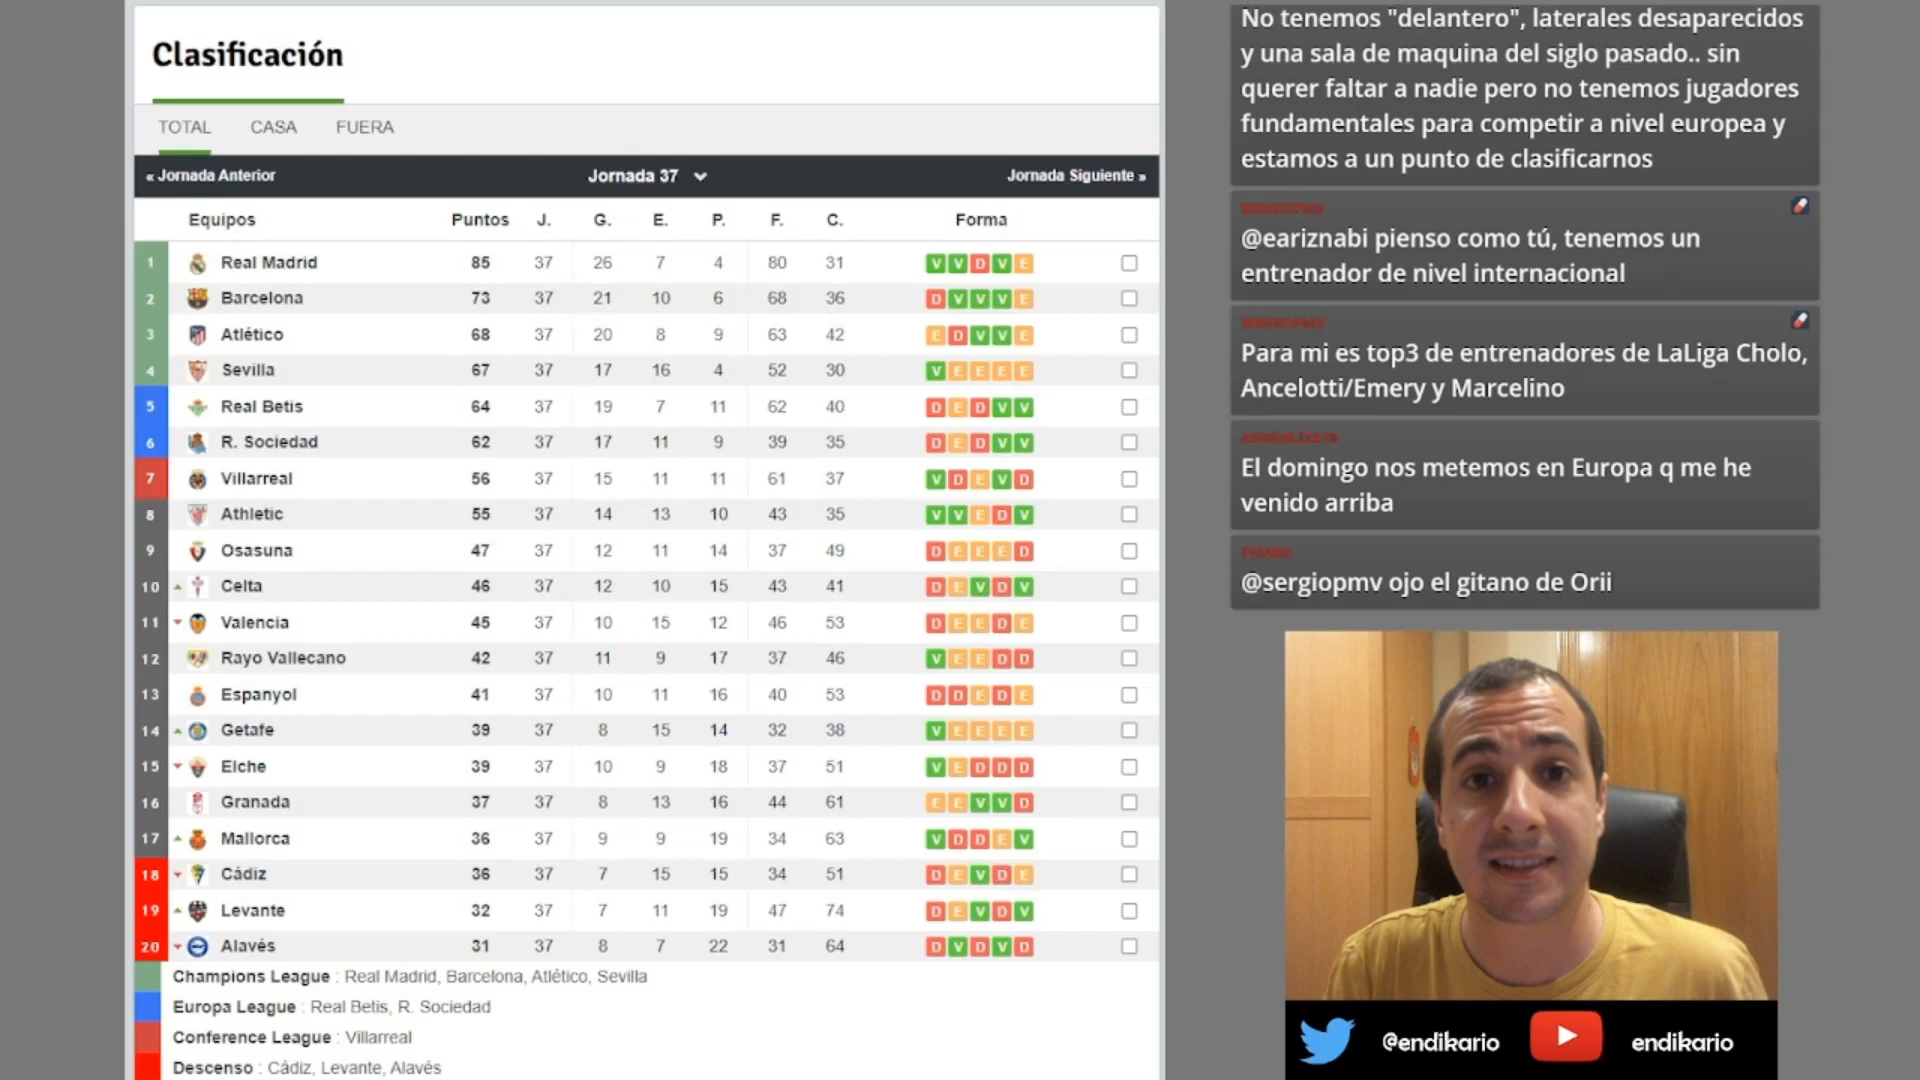 Clasificación
TOTAL CASA FUERA
« Jornada Anterior Jornada 37 Jornada Siguiente »
Equipos Puntos J. G. E. P. F. C. Forma
1 Real Madrid 85 37 26 7 4 80 31 V V D V E
2 Barcelona 73 37 21 10 6 68 36 D V V V E
3 Atlético 68 37 20 8 9 63 42 E D V V E
4 Sevilla 67 37 17 16 4 52 30 V E E E E
5 Real Betis 64 37 19 7 11 62 40 D E D V V
6 R. Sociedad 62 37 17 11 9 39 35 D E D V V
7 Villarreal 56 37 15 11 11 61 37 V D E V D
8 Athletic 55 37 14 13 10 43 35 V V E D V
9 Osasuna 47 37 12 11 14 37 49 D E E E D
10 Celta 46 37 12 10 15 43 41 D E V D V
11 Valencia 45 37 10 15 12 46 53 D E E D E
12 Rayo Vallecano 42 37 11 9 17 37 46 V E E D D
13 Espanyol 41 37 10 11 16 40 53 D D E D E
14 Getafe 39 37 8 15 14 32 38 V E E E E
15 Elche 39 37 10 9 18 37 51 V E D D D
16 Granada 37 37 8 13 16 44 61 E E V V D
17 Mallorca 36 37 9 9 19 34 63 V D D E V
18 Cádiz 36 37 7 15 15 34 51 D E V D E
19 Levante 32 37 7 11 19 47 74 D E V D V
20 Alavés 31 37 8 7 22 31 64 D V D V D
Champions League : Real Madrid, Barcelona, Atlético, Sevilla
Europa League : Real Betis, R. Sociedad
Conference League : Villarreal
Descenso : Cádiz, Levante, Alavés
No tenemos "delantero", laterales desaparecidos
y una sala de maquina del siglo pasado.. sin
querer faltar a nadie pero no tenemos jugadores
fundamentales para competir a nivel europea y
estamos a un punto de clasificarnos
@eariznabi pienso como tú, tenemos un
entrenador de nivel internacional
Para mi es top3 de entrenadores de LaLiga Cholo,
Ancelotti/Emery y Marcelino
El domingo nos metemos en Europa q me he
venido arriba
@sergiopmv ojo el gitano de Orii
@endikario endikario